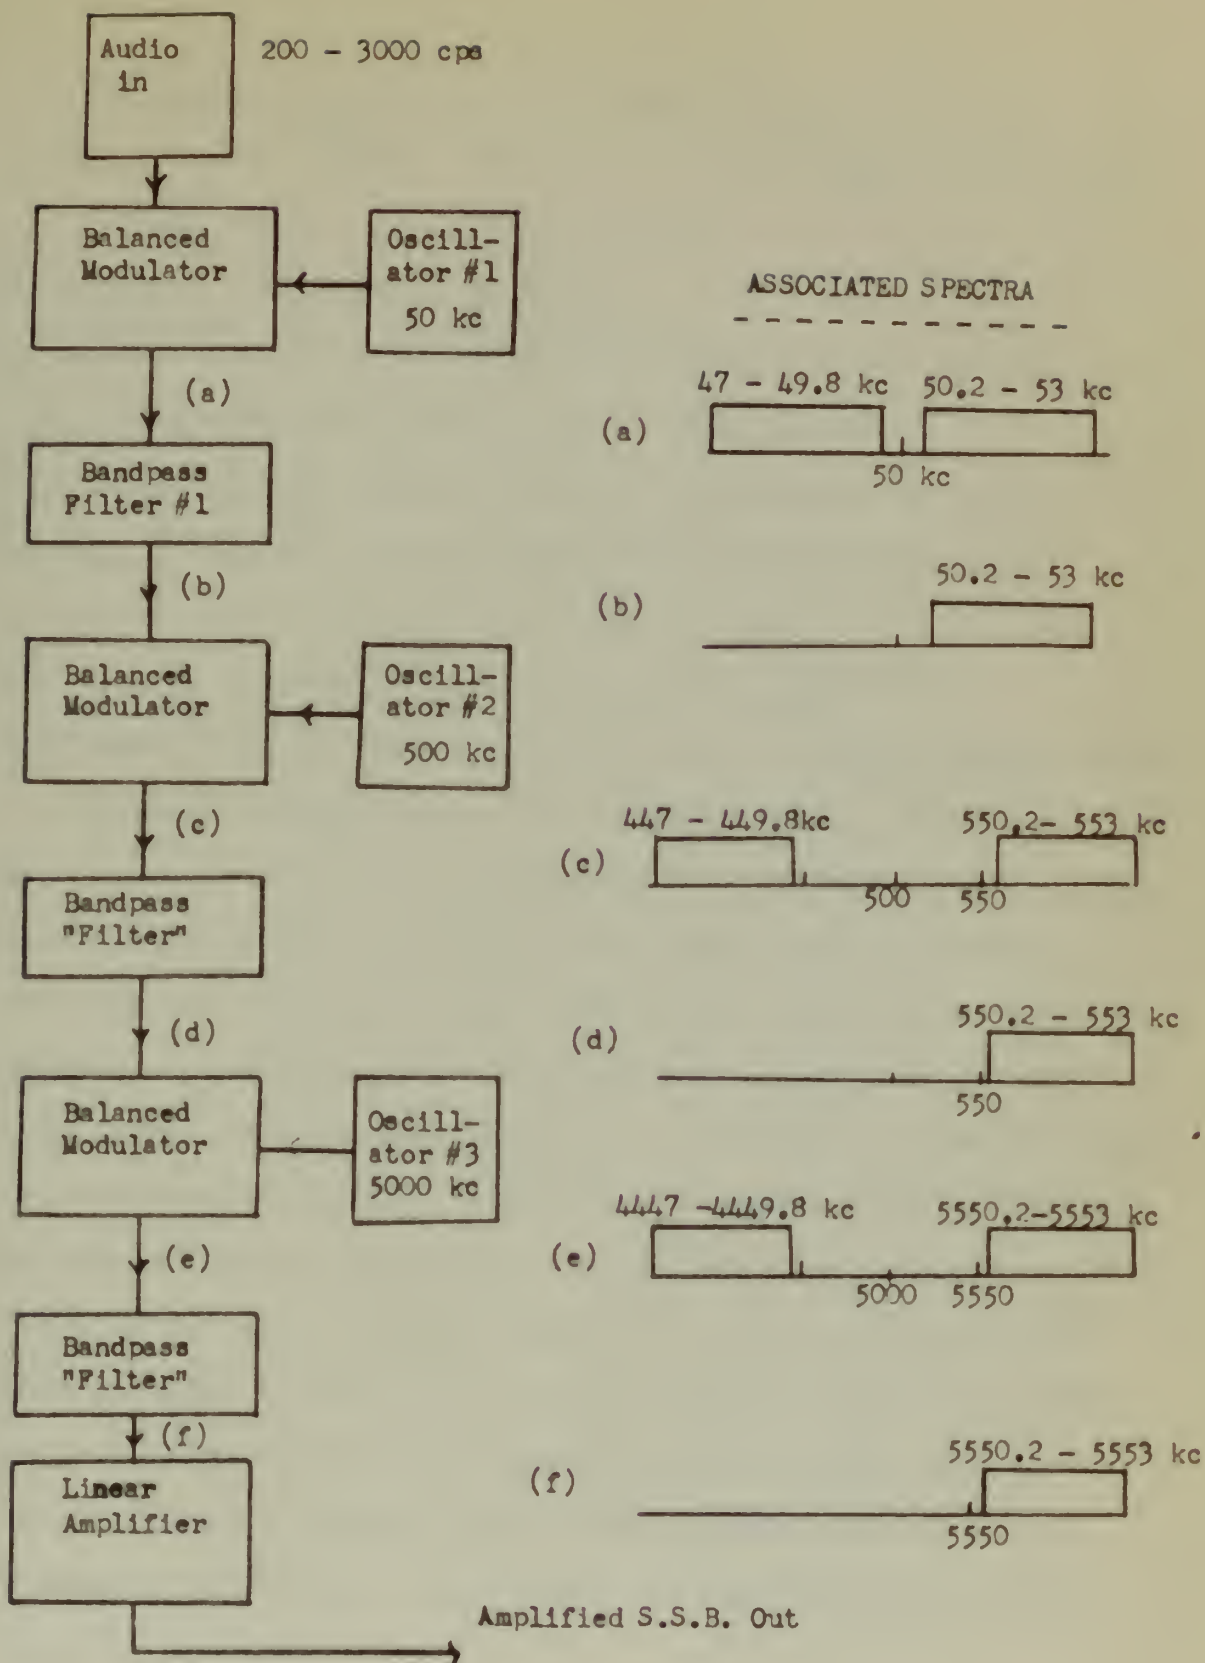 Audio
in
200 - 3000 cps
Balanced
Modulator
Oscill-
ator #1
50 kc
(a)
Bandpass
Filter #1
(b)
Balanced
Modulator
Oscill-
ator #2
500 kc
(c)
Bandpass
"Filter"
(d)
Balanced
Modulator
Oscill-
ator #3
5000 kc
(e)
Bandpass
"Filter"
(f)
Linear
Amplifier
Amplified S.S.B. Out
ASSOCIATED SPECTRA
- - - - - - - - - - -
47 - 49.8 kc 50.2 - 53 kc
(a)
50 kc
50.2 - 53 kc
(b)
447 - 449.8kc 550.2- 553 kc
(c)
500 550
550.2 - 553 kc
(d)
550
4447 -4449.8 kc 5550.2-5553 kc
(e)
5000 5550
5550.2 - 5553 kc
(f)
5550